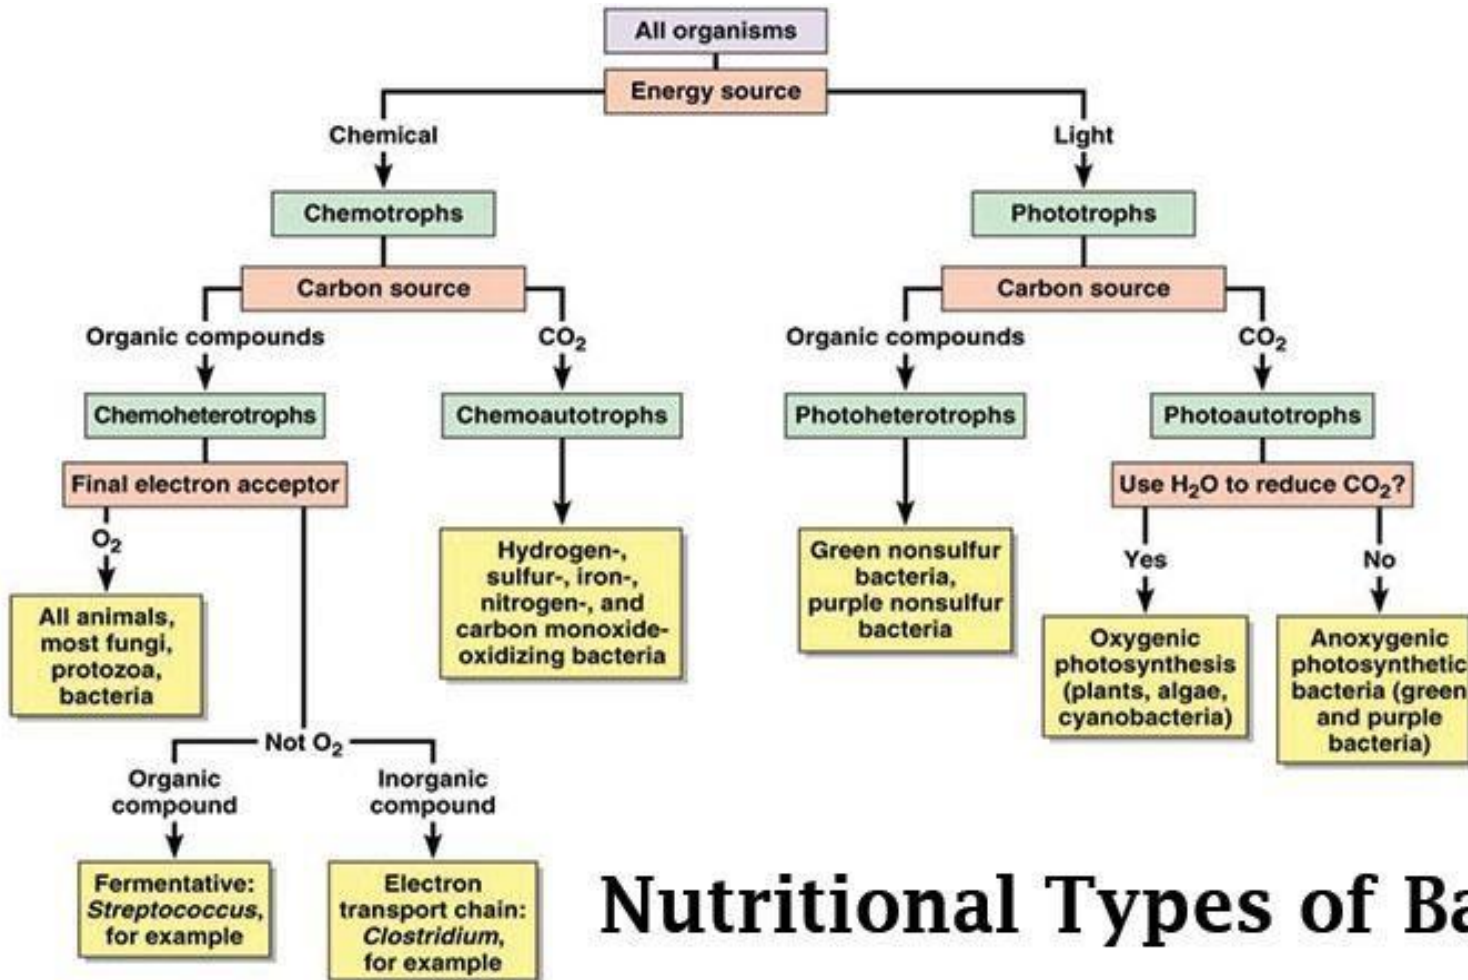 All organisms
Energy source
Chemical
Light
Chemotrophs
Phototrophs
Carbon source
Carbon source
Organic compounds
CO₂
Organic compounds
CO₂
Chemoheterotrophs
Chemoautotrophs
Photoheterotrophs
Photoautotrophs
Final electron acceptor
Use H₂O to reduce CO₂?
O₂
Yes
No
All animals,
most fungi,
protozoa,
bacteria
Hydrogen-,
sulfur-, iron-,
nitrogen-, and
carbon monoxide-
oxidizing bacteria
Green nonsulfur
bacteria,
purple nonsulfur
bacteria
Oxygenic
photosynthesis
(plants, algae,
cyanobacteria)
Anoxygenic
photosynthetic
bacteria (green
and purple
bacteria)
Not O₂
Organic
compound
Inorganic
compound
Fermentative:
Streptococcus,
for example
Electron
transport chain:
Clostridium,
for example
Nutritional Types of